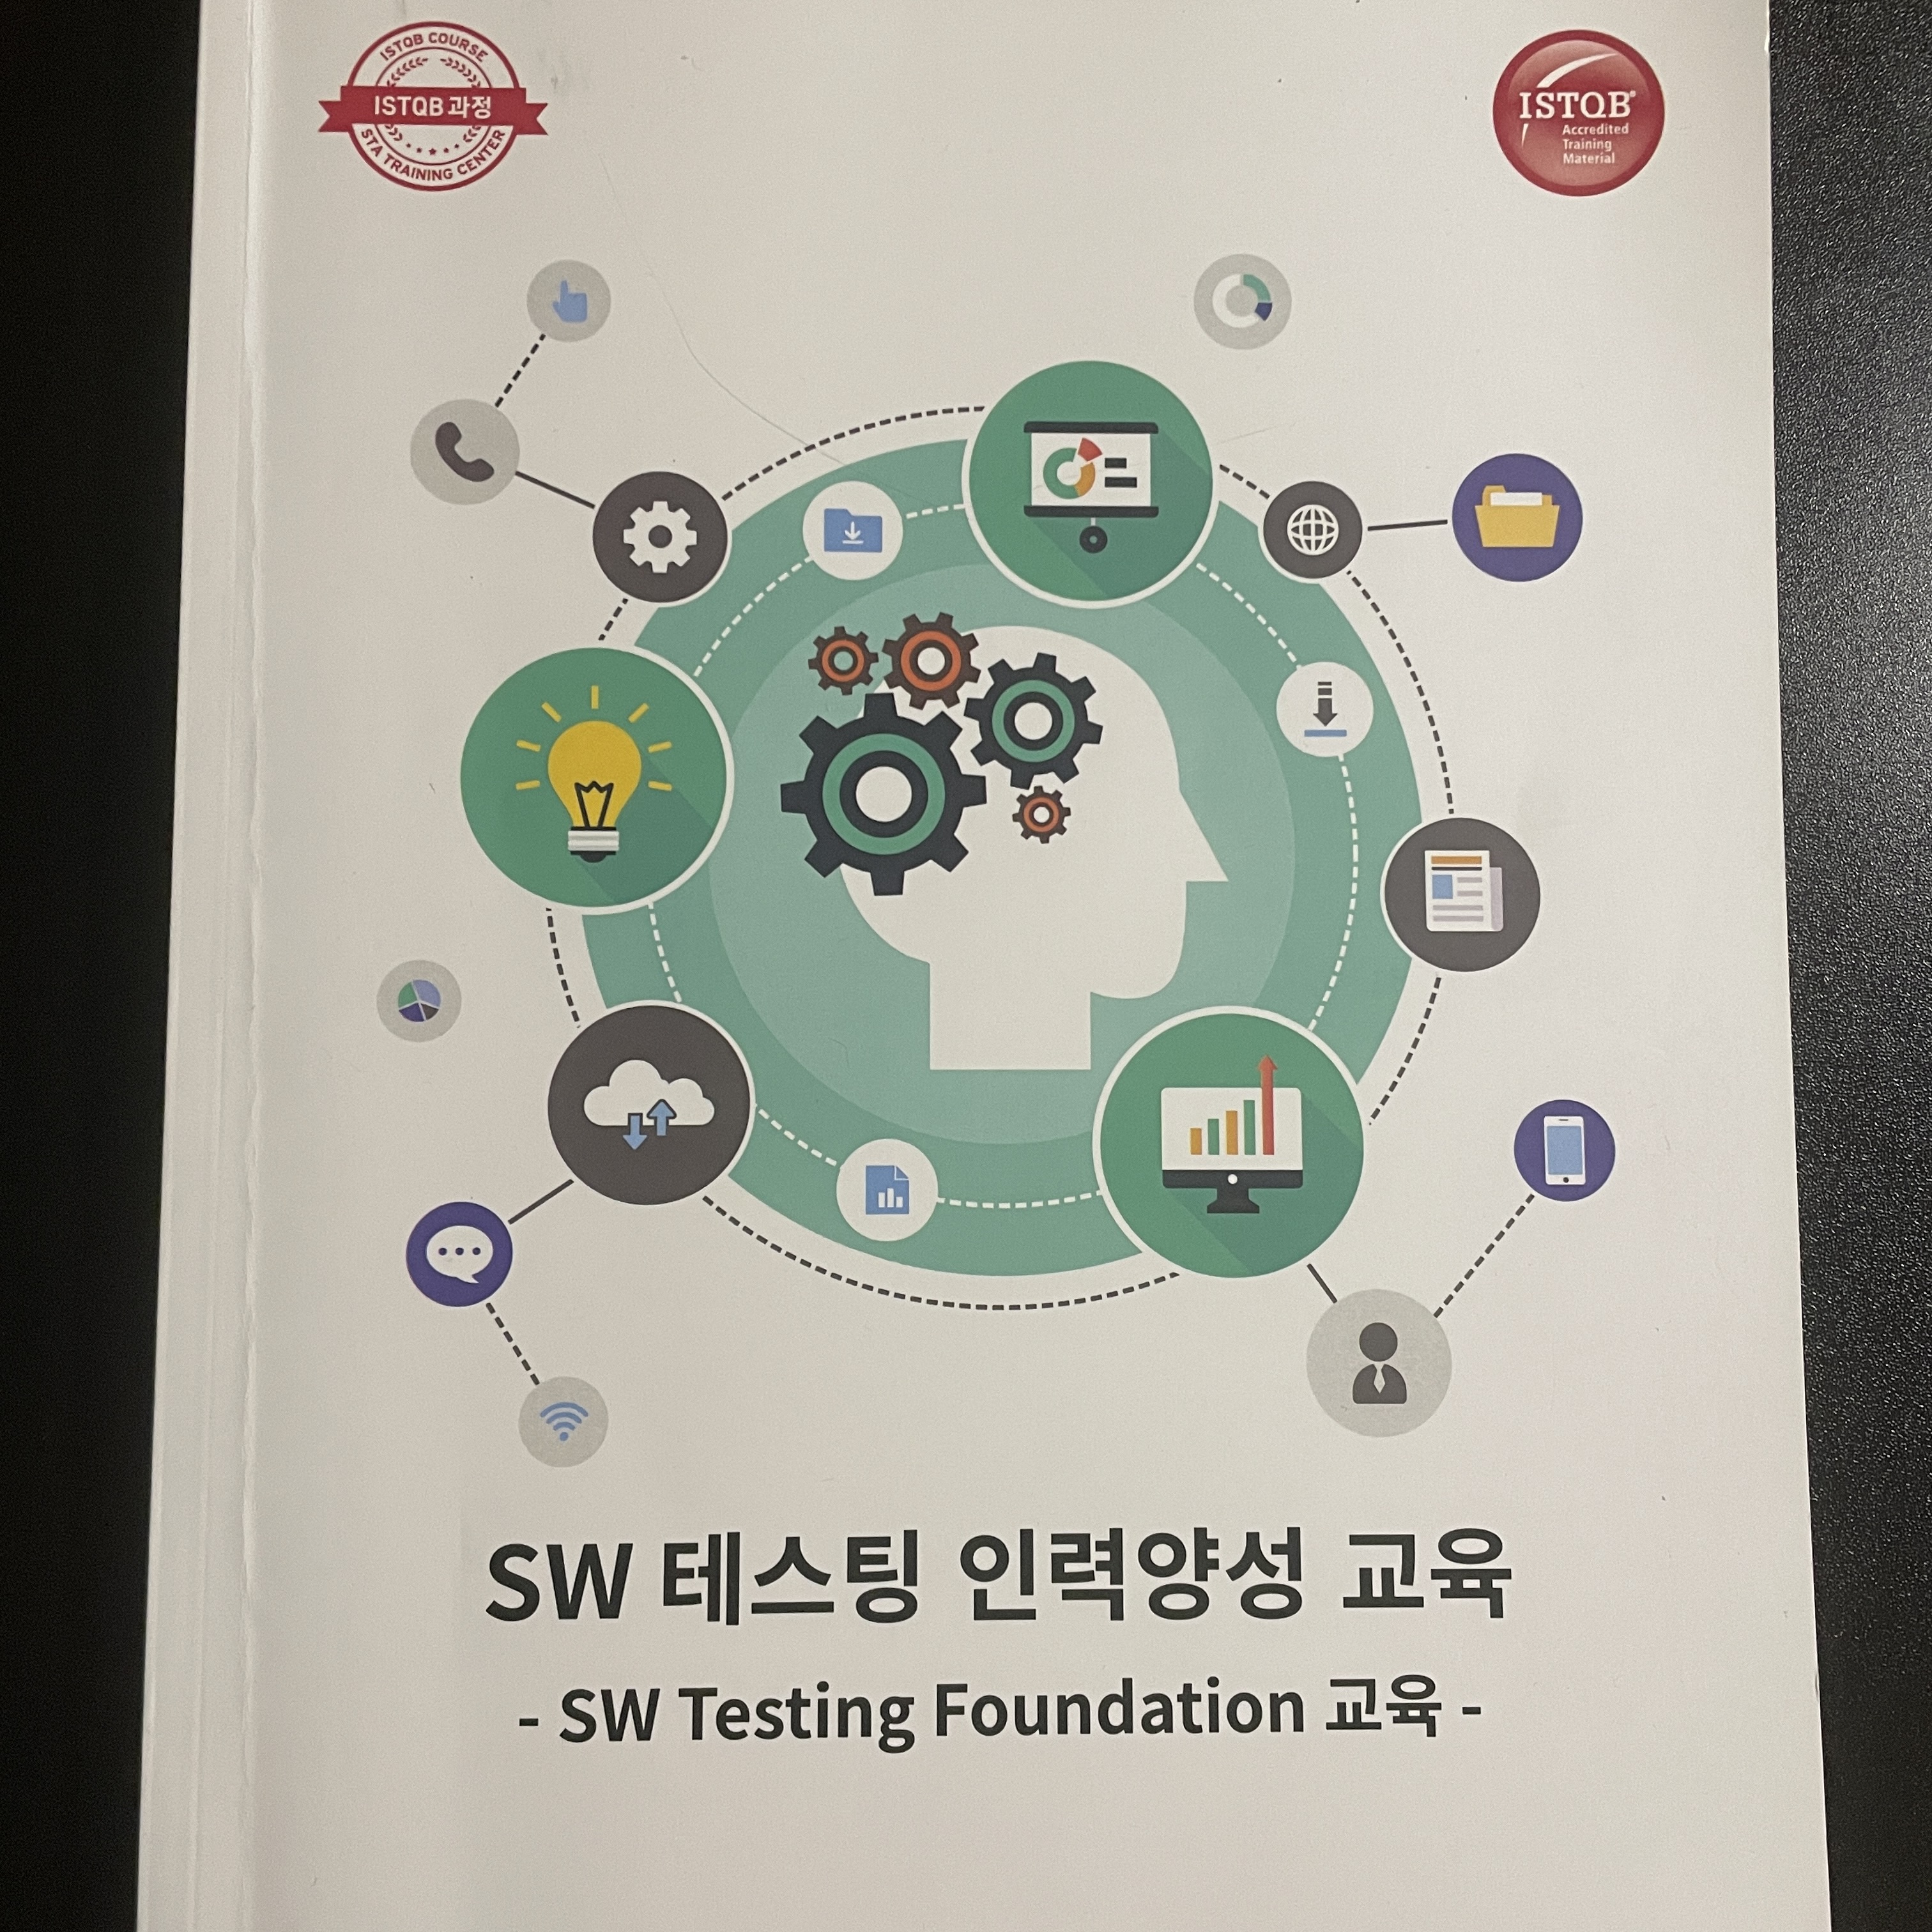 ISTQB COURSE
ISTQB 과정
STA TRAINING CENTER
ISTQB®
Accredited
Training
Material
SW 테스팅 인력양성 교육
- SW Testing Foundation 교육 -